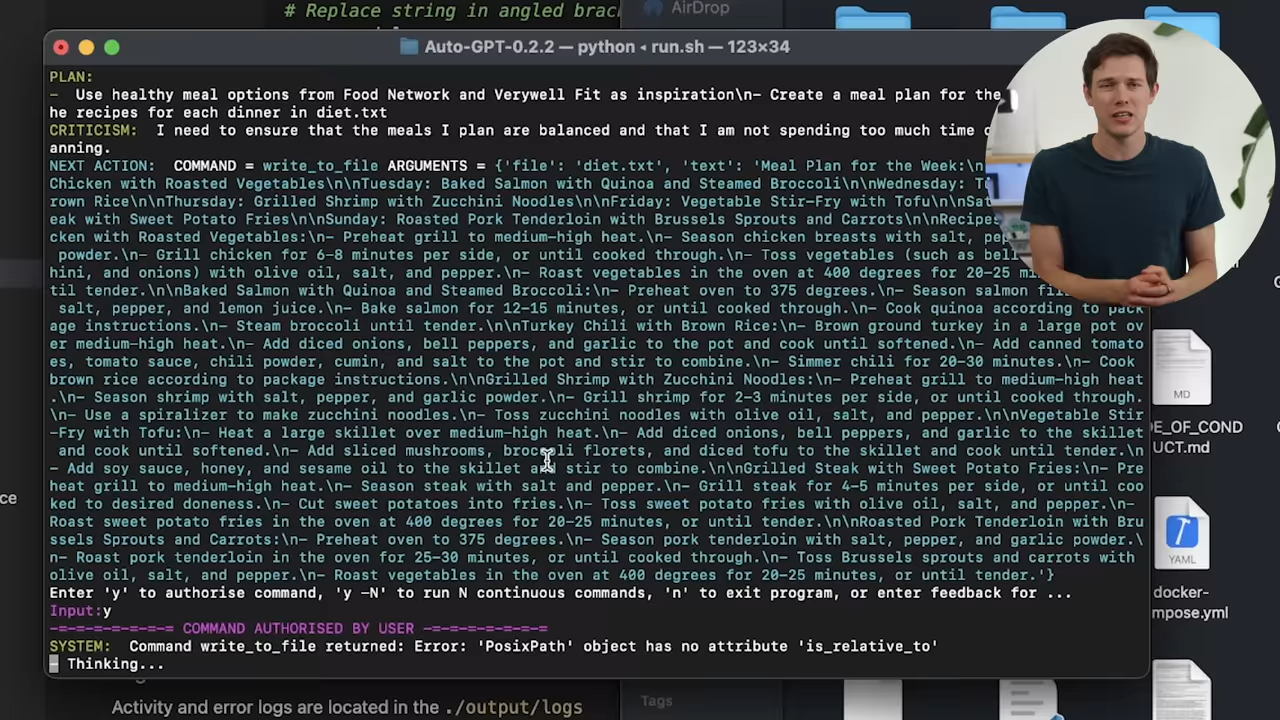 # Replace string in angled brac
AirDrop
Auto-GPT-0.2.2 — python ◂ run.sh — 123×34
PLAN:
-  Use healthy meal options from Food Network and Verywell Fit as inspiration\n- Create a meal plan for the
he recipes for each dinner in diet.txt
CRITICISM:  I need to ensure that the meals I plan are balanced and that I am not spending too much time
anning.
NEXT ACTION:  COMMAND = write_to_file ARGUMENTS = {'file': 'diet.txt', 'text': 'Meal Plan for the Week:\n
Chicken with Roasted Vegetables\n\nTuesday: Baked Salmon with Quinoa and Steamed Broccoli\n\nWednesday:
rown Rice\n\nThursday: Grilled Shrimp with Zucchini Noodles\n\nFriday: Vegetable Stir-Fry with Tofu\n\nSat
eak with Sweet Potato Fries\n\nSunday: Roasted Pork Tenderloin with Brussels Sprouts and Carrots\n\nRecipes
cken with Roasted Vegetables:\n- Preheat grill to medium-high heat.\n- Season chicken breasts with salt, pep
 powder.\n- Grill chicken for 6-8 minutes per side, or until cooked through.\n- Toss vegetables (such as bell
hini, and onions) with olive oil, salt, and pepper.\n- Roast vegetables in the oven at 400 degrees for 20-25
til tender.\n\nBaked Salmon with Quinoa and Steamed Broccoli:\n- Preheat oven to 375 degrees.\n- Season salmon
 salt, pepper, and lemon juice.\n- Bake salmon for 12-15 minutes, or until cooked through.\n- Cook quinoa according to pack
age instructions.\n- Steam broccoli until tender.\n\nTurkey Chili with Brown Rice:\n- Brown ground turkey in a large pot ov
er medium-high heat.\n- Add diced onions, bell peppers, and garlic to the pot and cook until softened.\n- Add canned tomato
es, tomato sauce, chili powder, cumin, and salt to the pot and stir to combine.\n- Simmer chili for 20-30 minutes.\n- Cook
brown rice according to package instructions.\n\nGrilled Shrimp with Zucchini Noodles:\n- Preheat grill to medium-high heat
.\n- Season shrimp with salt, pepper, and garlic powder.\n- Grill shrimp for 2-3 minutes per side, or until cooked through.
\n- Use a spiralizer to make zucchini noodles.\n- Toss zucchini noodles with olive oil, salt, and pepper.\n\nVegetable Stir
-Fry with Tofu:\n- Heat a large skillet over medium-high heat.\n- Add diced onions, bell peppers, and garlic to the skillet
 and cook until softened.\n- Add sliced mushrooms, broccoli florets, and diced tofu to the skillet and cook until tender.\n
- Add soy sauce, honey, and sesame oil to the skillet and stir to combine.\n\nGrilled Steak with Sweet Potato Fries:\n- Pre
heat grill to medium-high heat.\n- Season steak with salt and pepper.\n- Grill steak for 4-5 minutes per side, or until coo
ked to desired doneness.\n- Cut sweet potatoes into fries.\n- Toss sweet potato fries with olive oil, salt, and pepper.\n-
Roast sweet potato fries in the oven at 400 degrees for 20-25 minutes, or until tender.\n\nRoasted Pork Tenderloin with Bru
ssels Sprouts and Carrots:\n- Preheat oven to 375 degrees.\n- Season pork tenderloin with salt, pepper, and garlic powder.\
n- Roast pork tenderloin in the oven for 25-30 minutes, or until cooked through.\n- Toss Brussels sprouts and carrots with
olive oil, salt, and pepper.\n- Roast vegetables in the oven at 400 degrees for 20-25 minutes, or until tender.'}
Enter 'y' to authorise command, 'y -N' to run N continuous commands, 'n' to exit program, or enter feedback for ...
Input:y
-=-=-=-=-=-=-= COMMAND AUTHORISED BY USER -=-=-=-=-=-=-=
SYSTEM:  Command write_to_file returned: Error: 'PosixPath' object has no attribute 'is_relative_to'
- Thinking...
MD
DE_OF_COND
UCT.md
ce
YAML
docker-
mpose.yml
Activity and error logs are located in the ./output/logs
Tags